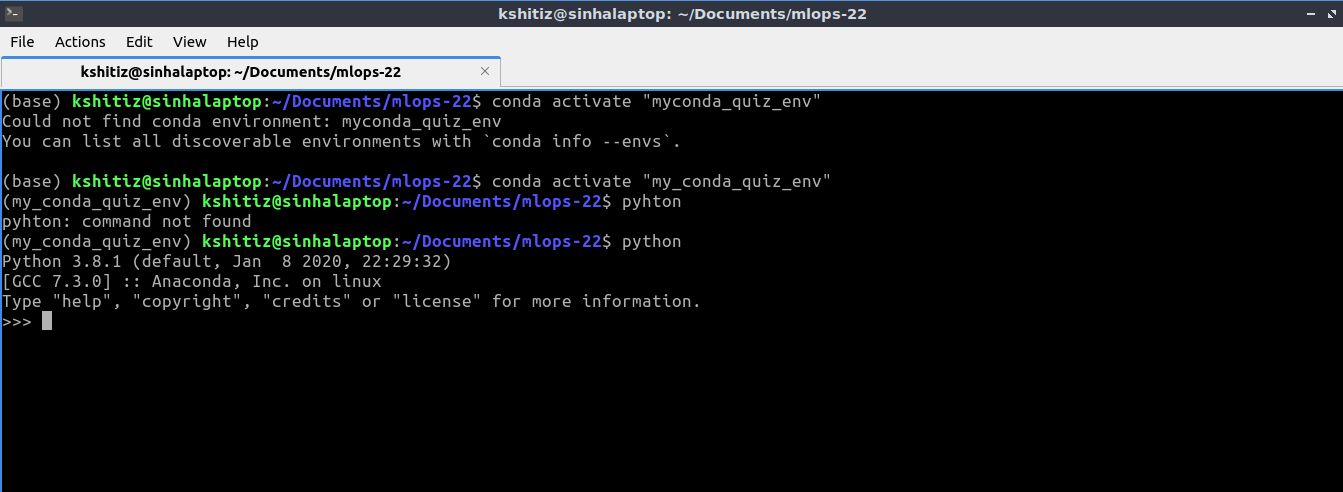 kshitiz@sinhalaptop: ~/Documents/mlops-22
File Actions Edit View Help
kshitiz@sinhalaptop: ~/Documents/mlops-22
(base) kshitiz@sinhalaptop:~/Documents/mlops-22$ conda activate "myconda_quiz_env"
Could not find conda environment: myconda_quiz_env
You can list all discoverable environments with `conda info --envs`.
(base) kshitiz@sinhalaptop:~/Documents/mlops-22$ conda activate "my_conda_quiz_env"
(my_conda_quiz_env) kshitiz@sinhalaptop:~/Documents/mlops-22$ pyhton
pyhton: command not found
(my_conda_quiz_env) kshitiz@sinhalaptop:~/Documents/mlops-22$ python
Python 3.8.1 (default, Jan  8 2020, 22:29:32)
[GCC 7.3.0] :: Anaconda, Inc. on linux
Type "help", "copyright", "credits" or "license" for more information.
>>>